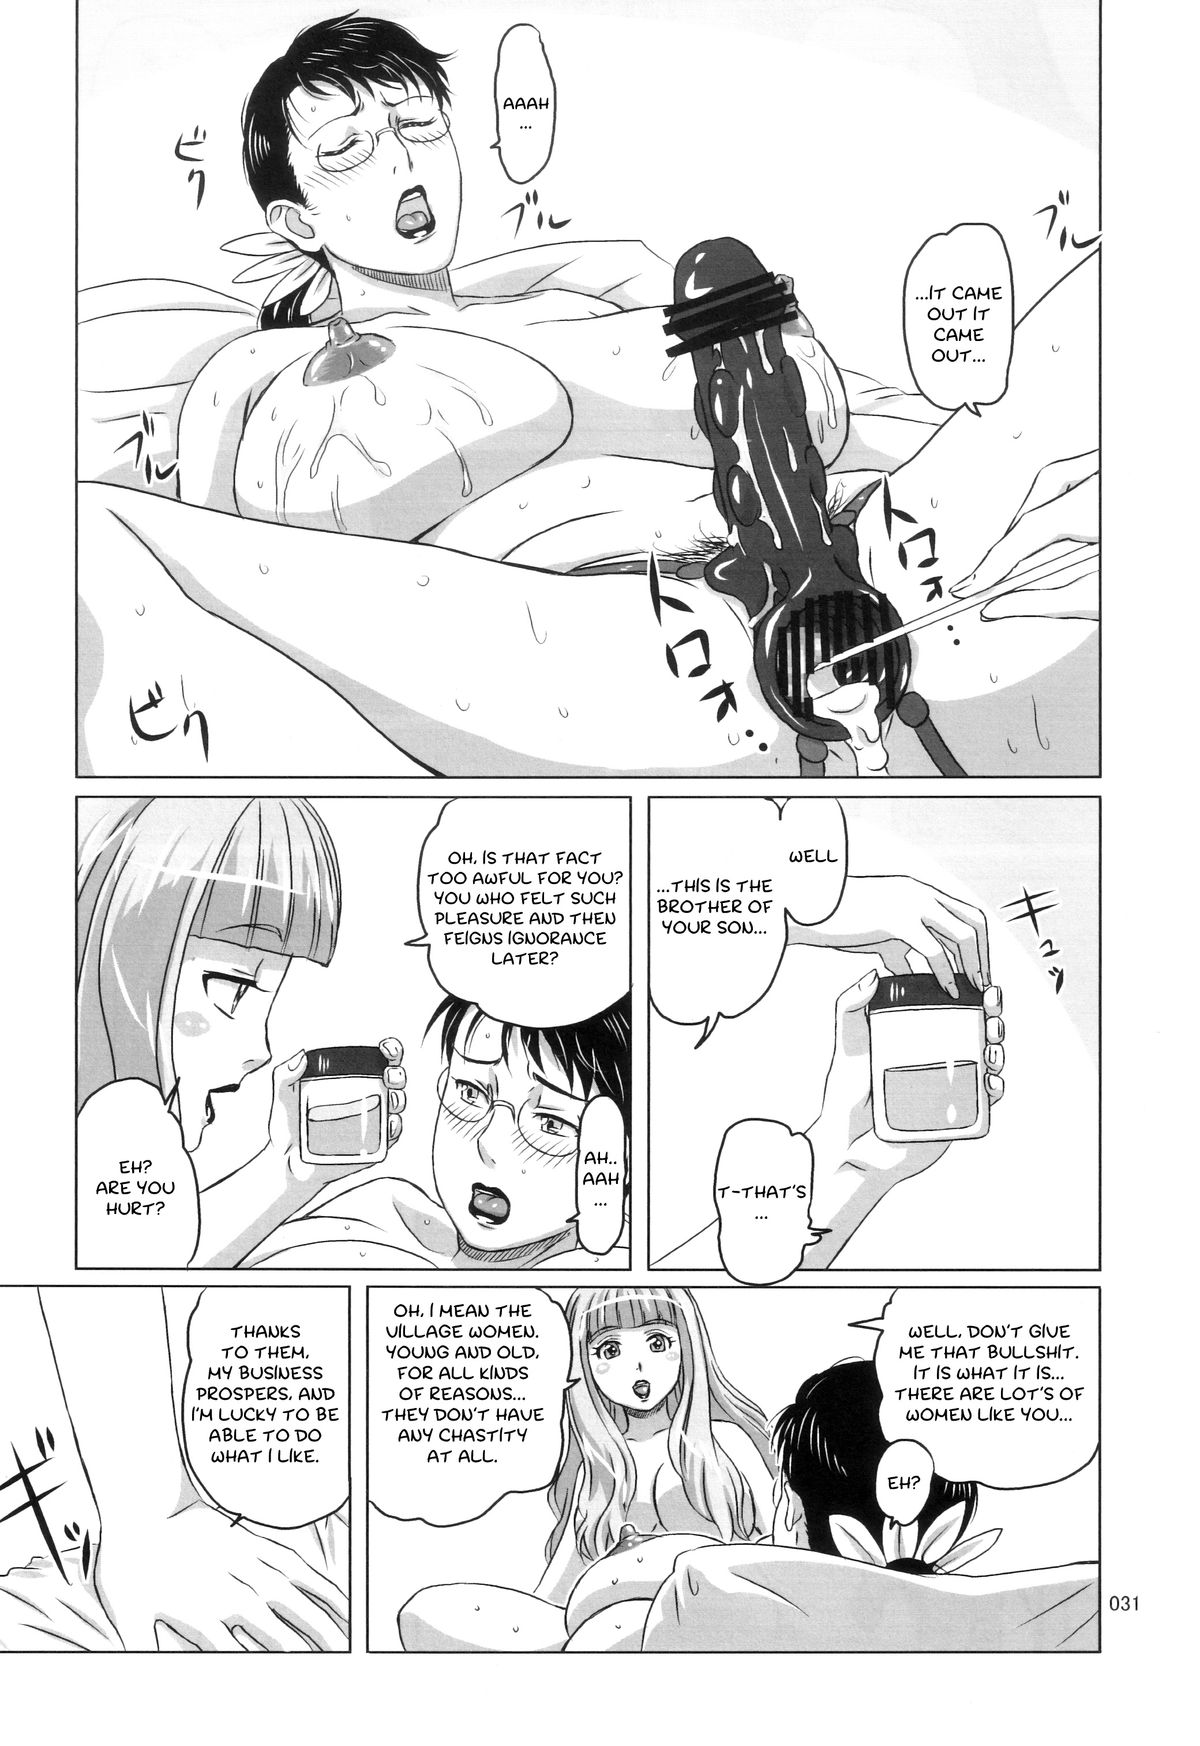 ...IT CAME
OUT IT
CAME
OUT...
AAAH
...
ブル
ブル
ビク
ブル
ビク
トロォ
トロォ
WELL
...THIS IS THE
BROTHER OF
YOUR SON...
キュッ
T-THAT'S
...
OH, IS THAT FACT
TOO AWFUL FOR YOU?
YOU WHO FELT SUCH
PLEASURE AND THEN
FEIGNS IGNORANCE
LATER?
AH..
AAH
...
EH?
ARE YOU
HURT?
WELL, DON'T GIVE
ME THAT BULLSHIT.
IT IS WHAT IT IS...
THERE ARE LOT'S OF
WOMEN LIKE YOU...
EH?
OH, I MEAN THE
VILLAGE WOMEN.
YOUNG AND OLD,
FOR ALL KINDS
OF REASONS...
THEY DON'T HAVE
ANY CHASTITY
AT ALL.
THANKS
TO THEM,
MY BUSINESS
PROSPERS, AND
I'M LUCKY TO BE
ABLE TO DO
WHAT I LIKE.
031